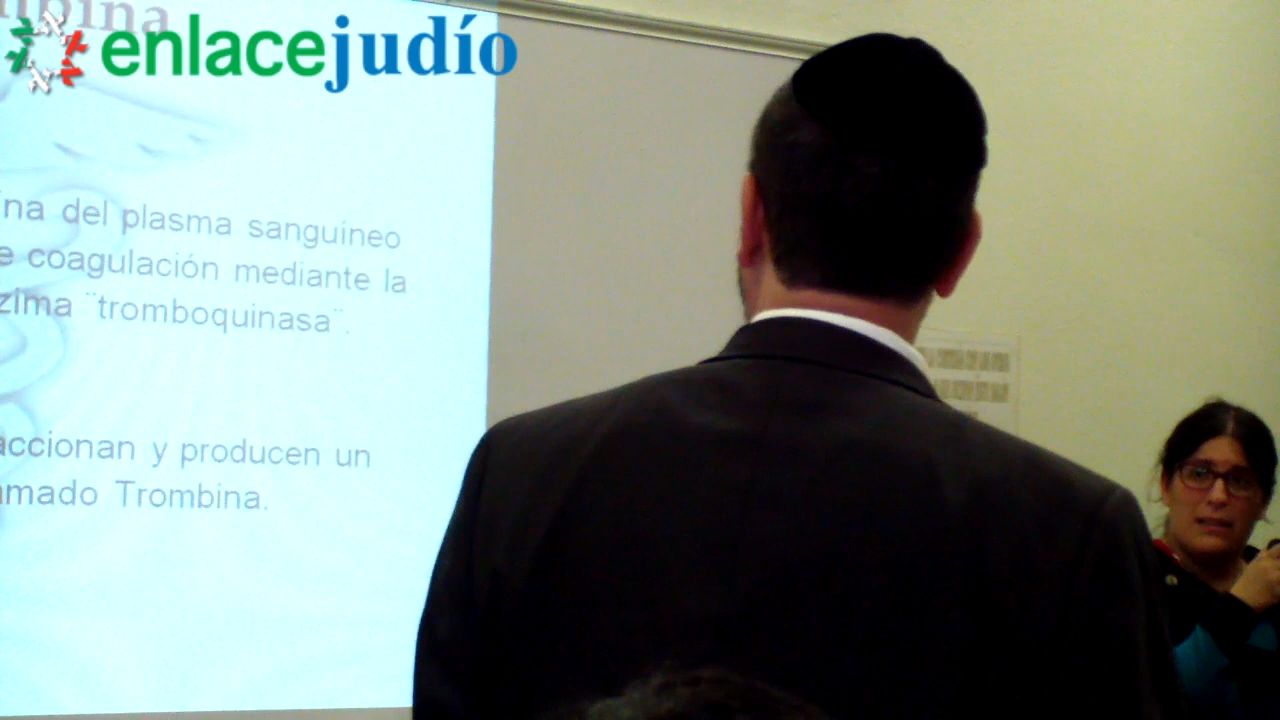 enlacejudío
na del plasma sanguíneo
e coagulación mediante la
zima ¨tromboquinasa¨.
accionan y producen un
mado Trombina.